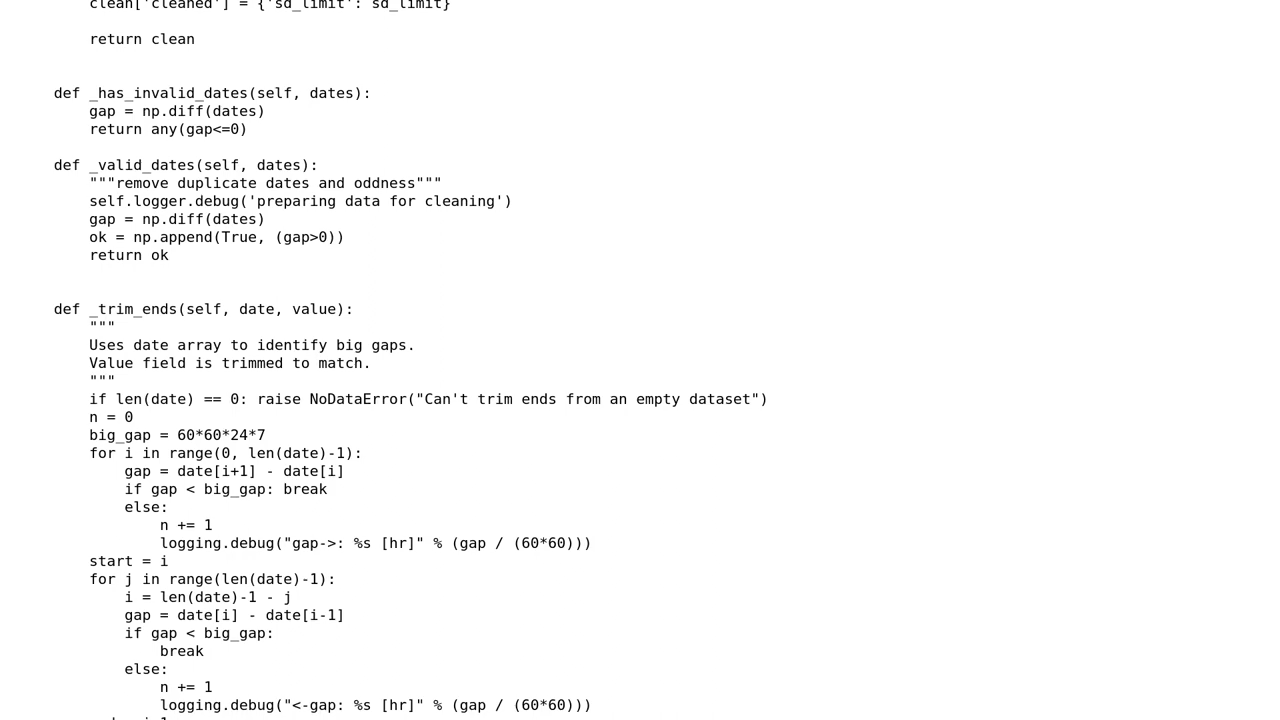 clean['cleaned'] = {'sd_limit': sd_limit}
return clean
def _has_invalid_dates(self, dates):
gap = np.diff(dates)
return any(gap<=0)
def _valid_dates(self, dates):
"""remove duplicate dates and oddness"""
self.logger.debug('preparing data for cleaning')
gap = np.diff(dates)
ok = np.append(True, (gap>0))
return ok
def _trim_ends(self, date, value):
"""
Uses date array to identify big gaps.
Value field is trimmed to match.
"""
if len(date) == 0: raise NoDataError("Can't trim ends from an empty dataset")
n = 0
big_gap = 60*60*24*7
for i in range(0, len(date)-1):
gap = date[i+1] - date[i]
if gap < big_gap: break
else:
n += 1
logging.debug("gap->: %s [hr]" % (gap / (60*60)))
start = i
for j in range(len(date)-1):
i = len(date)-1 - j
gap = date[i] - date[i-1]
if gap < big_gap:
break
else:
n += 1
logging.debug("<-gap: %s [hr]" % (gap / (60*60)))